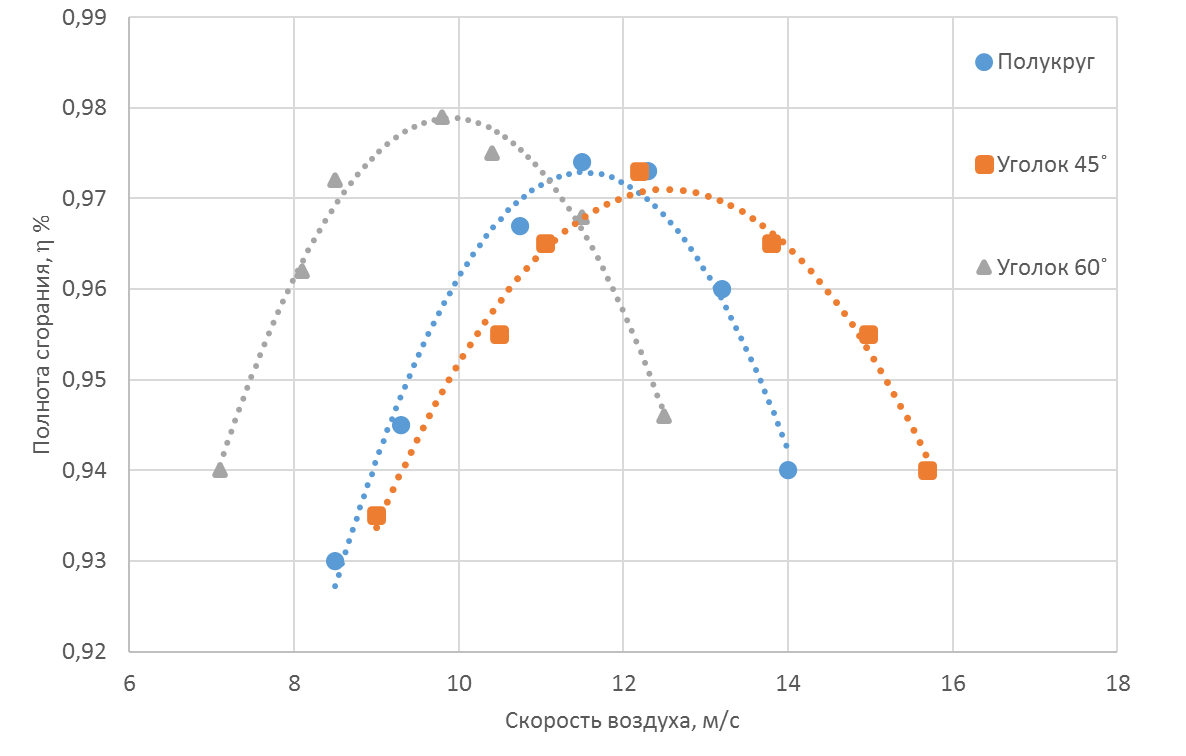 0,99
0,98
0,97
0,96
0,95
0,94
0,93
0,92
Полнота сгорания, η %
6 8 10 12 14 16 18
Скорость воздуха, м/с
Полукруг
Уголок 45˚
Уголок 60˚